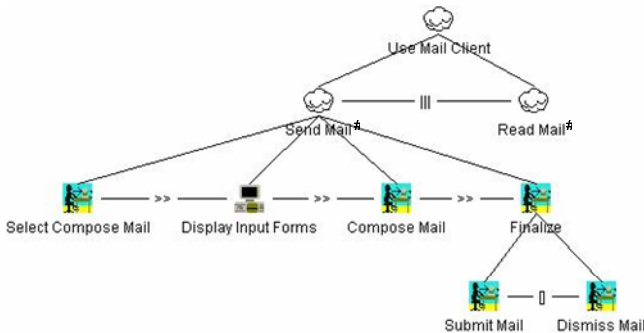 Use Mail Client
|||
Send Mail# Read Mail#
>> >> >>
Select Compose Mail Display Input Forms Compose Mail Finalize
[]
Submit Mail Dismiss Mail